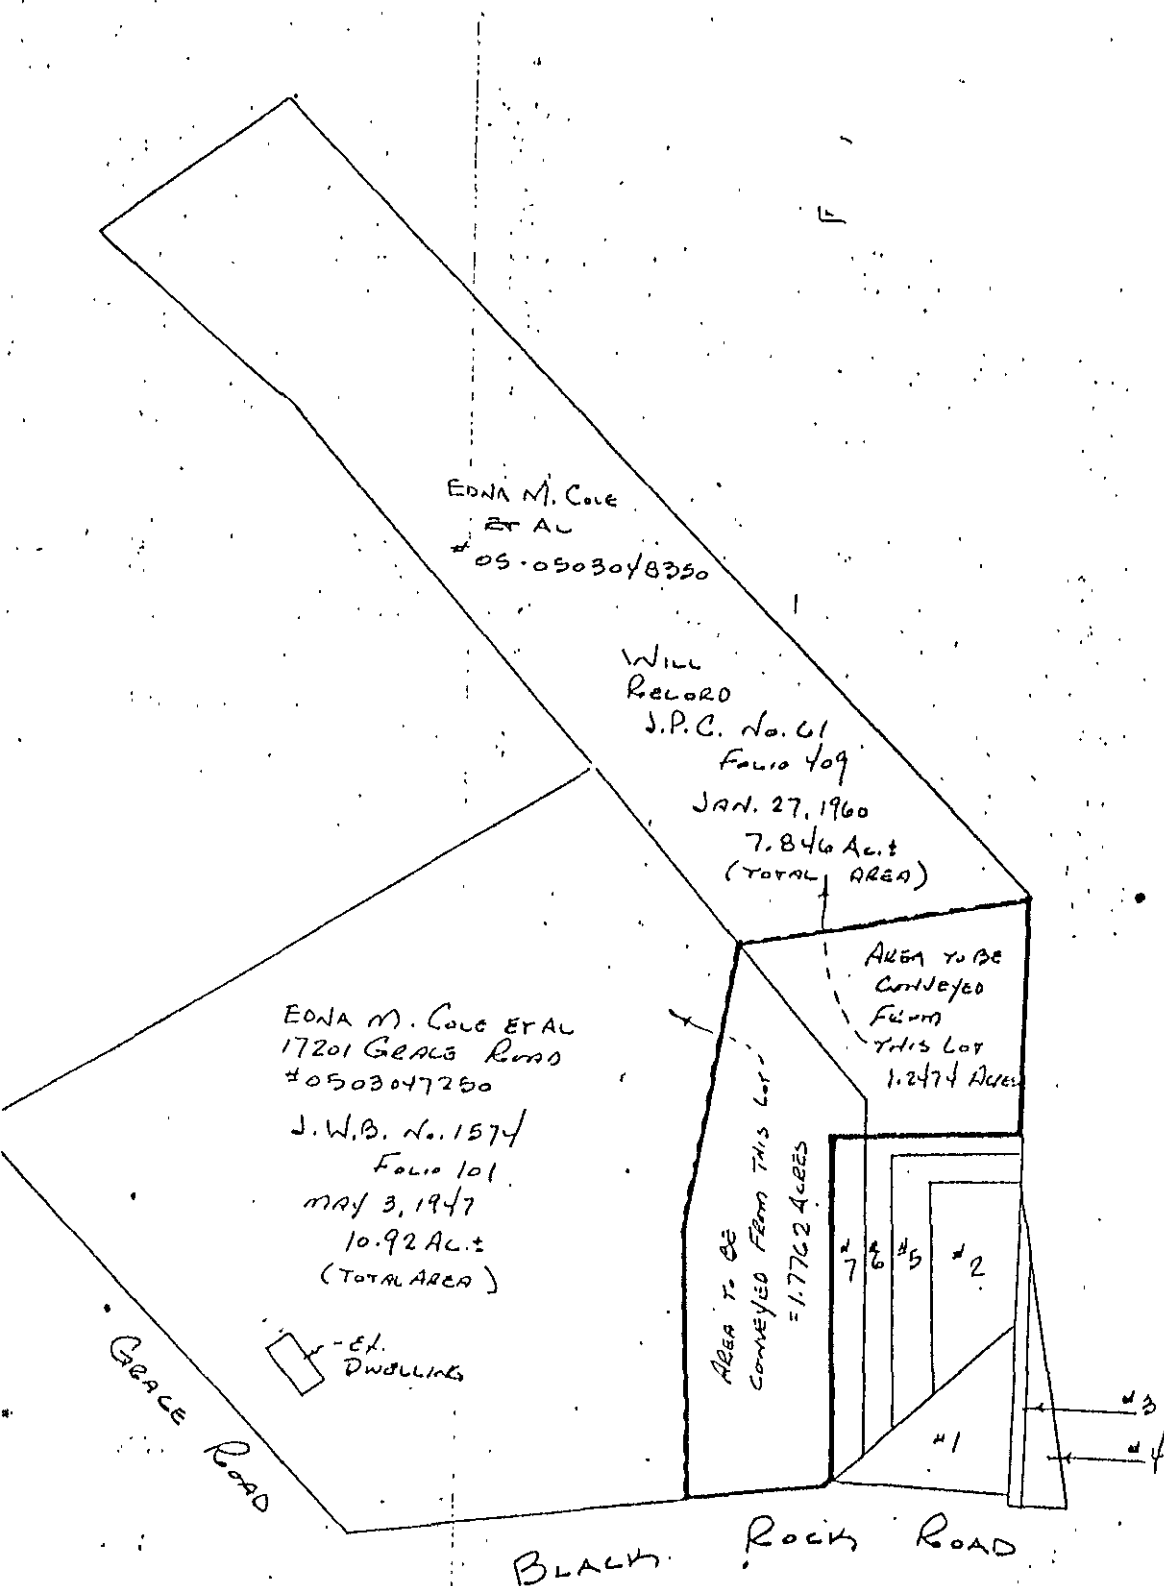 EDNA M. COLE
ET AL
# 05-0503048350
WILL
RECORD
J.P.C. No. 61
FOLIO 409
JAN. 27, 1960
7.846 Ac.±
(TOTAL AREA)
AREA TO BE
CONVEYED
FROM
THIS LOT
1.2474 ACRES
EDNA M. COLE ET AL
17201 GRACE ROAD
#0503047250
J.W.B. No. 1574
FOLIO 101
MAY 3, 1947
10.92 Ac.±
(TOTAL AREA)
AREA TO BE
CONVEYED FROM THIS LOT
=1.7762 ACRES
#7
#6
#5
#2
#1
#3
#4
EX.
DWELLING
GRACE ROAD
BLACK ROCK ROAD